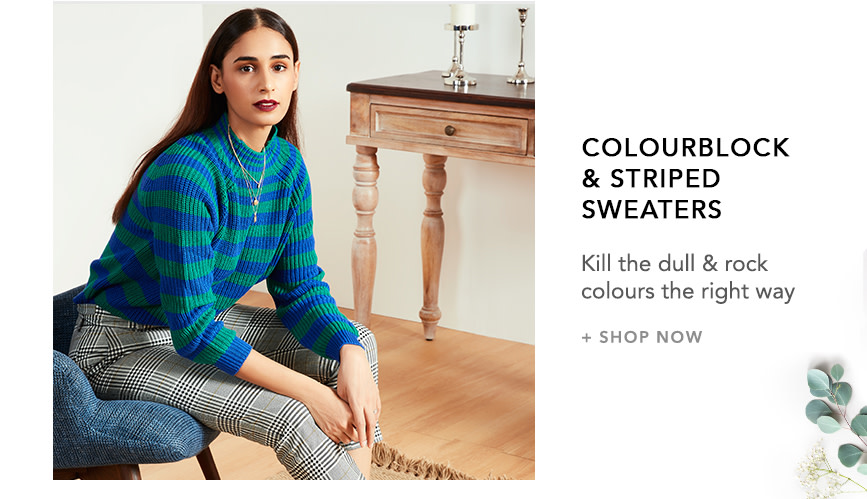 COLOURBLOCK
& STRIPED
SWEATERS
Kill the dull & rock
colours the right way
+ SHOP NOW